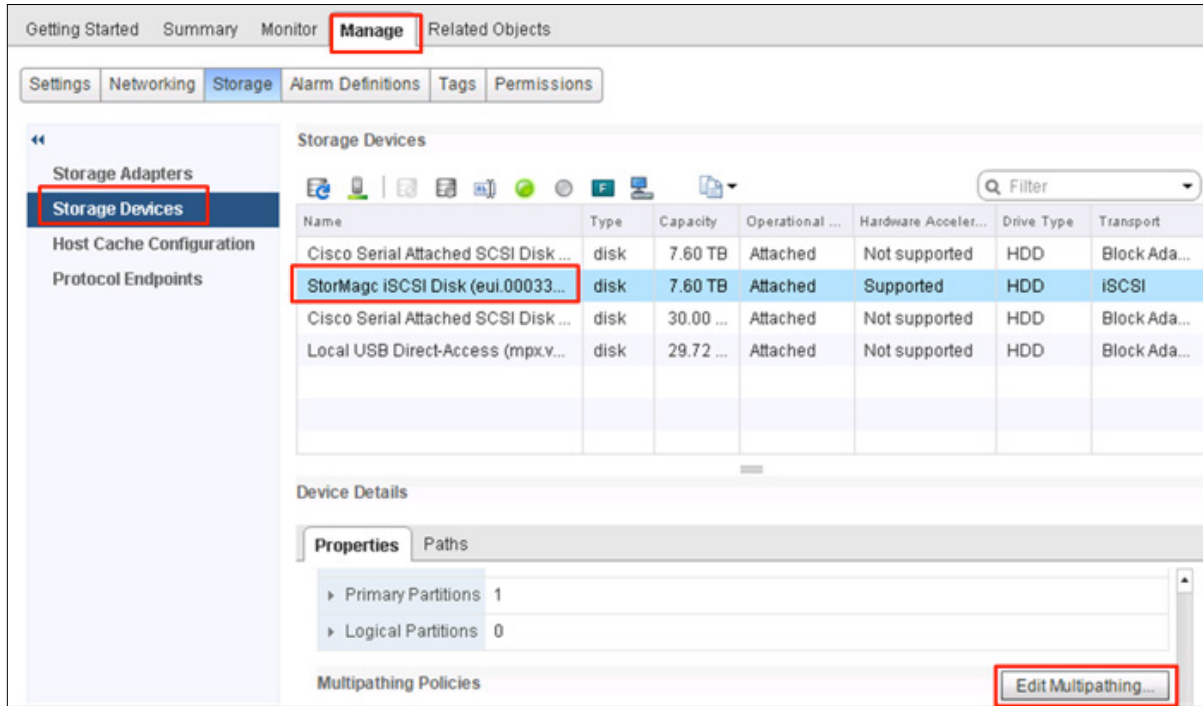 Getting Started Summary Monitor Manage Related Objects
Settings Networking Storage Alarm Definitions Tags Permissions
Storage Adapters
Storage Devices
Host Cache Configuration
Protocol Endpoints
Storage Devices
Filter
Name Type Capacity Operational ... Hardware Acceler... Drive Type Transport
Cisco Serial Attached SCSI Disk ... disk 7.60 TB Attached Not supported HDD Block Ada...
StorMagc iSCSI Disk (eui.00033... disk 7.60 TB Attached Supported HDD iSCSI
Cisco Serial Attached SCSI Disk ... disk 30.00 ... Attached Not supported HDD Block Ada...
Local USB Direct-Access (mpx.v... disk 29.72 ... Attached Not supported HDD Block Ada...
Device Details
Properties Paths
Primary Partitions 1
Logical Partitions 0
Multipathing Policies Edit Multipathing...